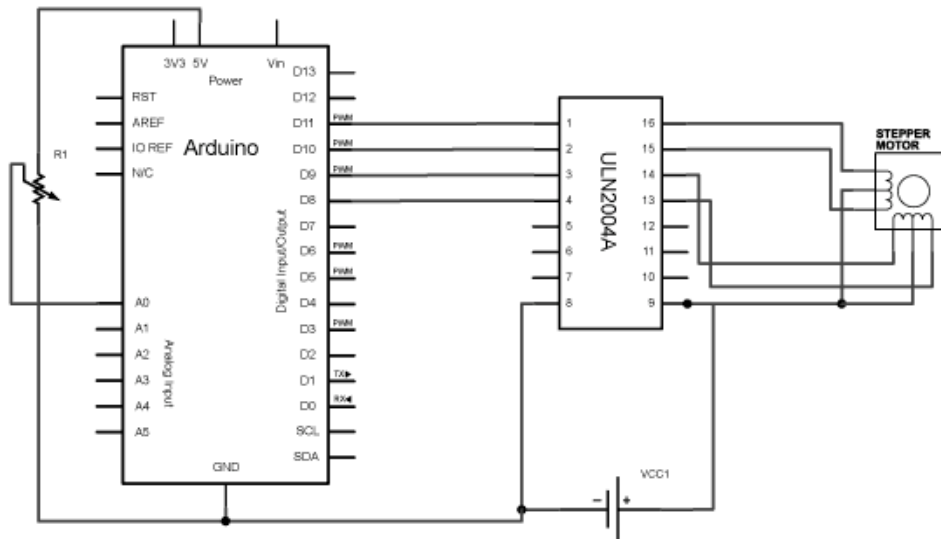 3V3 5V Vin
Power
RST
AREF
IO REF
N/C
Arduino
R1
A0
A1
A2
A3
A4
A5
Analog Input
GND
Digital Input/Output
D13
D12
D11 PWM
D10 PWM
D9 PWM
D8
D7
D6 PWM
D5 PWM
D4
D3 PWM
D2
D1 TX▶
D0 RX◀
SCL
SDA
ULN2004A
1
2
3
4
5
6
7
8
16
15
14
13
12
11
10
9
STEPPER
MOTOR
VCC1
− +